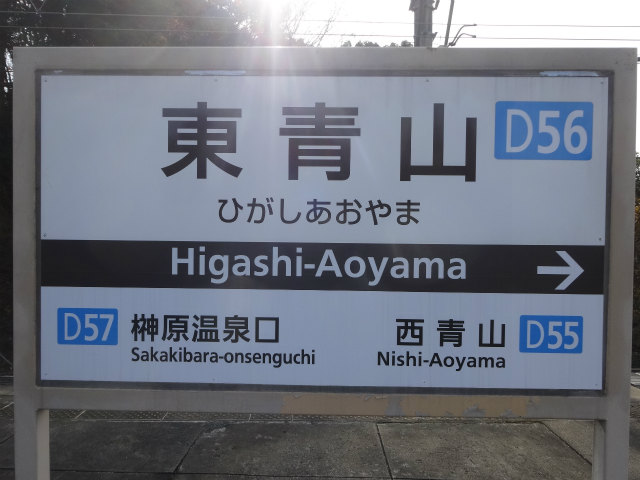 東青山 D56
ひがしあおやま
Higashi-Aoyama →
D57 榊原温泉口
Sakakibara-onsenguchi
西青山 D55
Nishi-Aoyama